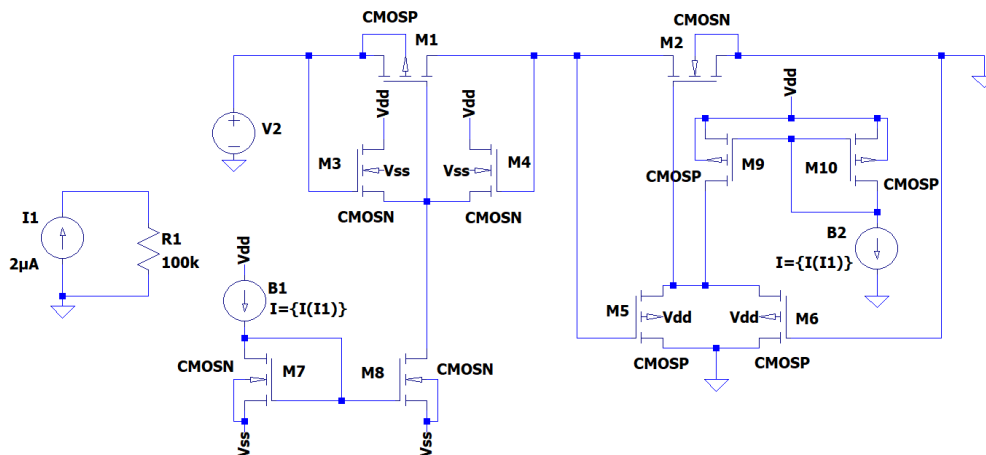 CMOSP
M1
CMOSN
M2
Vdd
Vdd
Vdd
V2
M3
Vss
Vss
M4
M9
M10
CMOSP
CMOSP
CMOSN
CMOSN
I1
2µA
R1
100k
Vdd
B1
I={I(I1)}
B2
I={I(I1)}
M5
Vdd
Vdd
M6
CMOSP
CMOSP
CMOSN
M7
M8
CMOSN
Vss
Vss